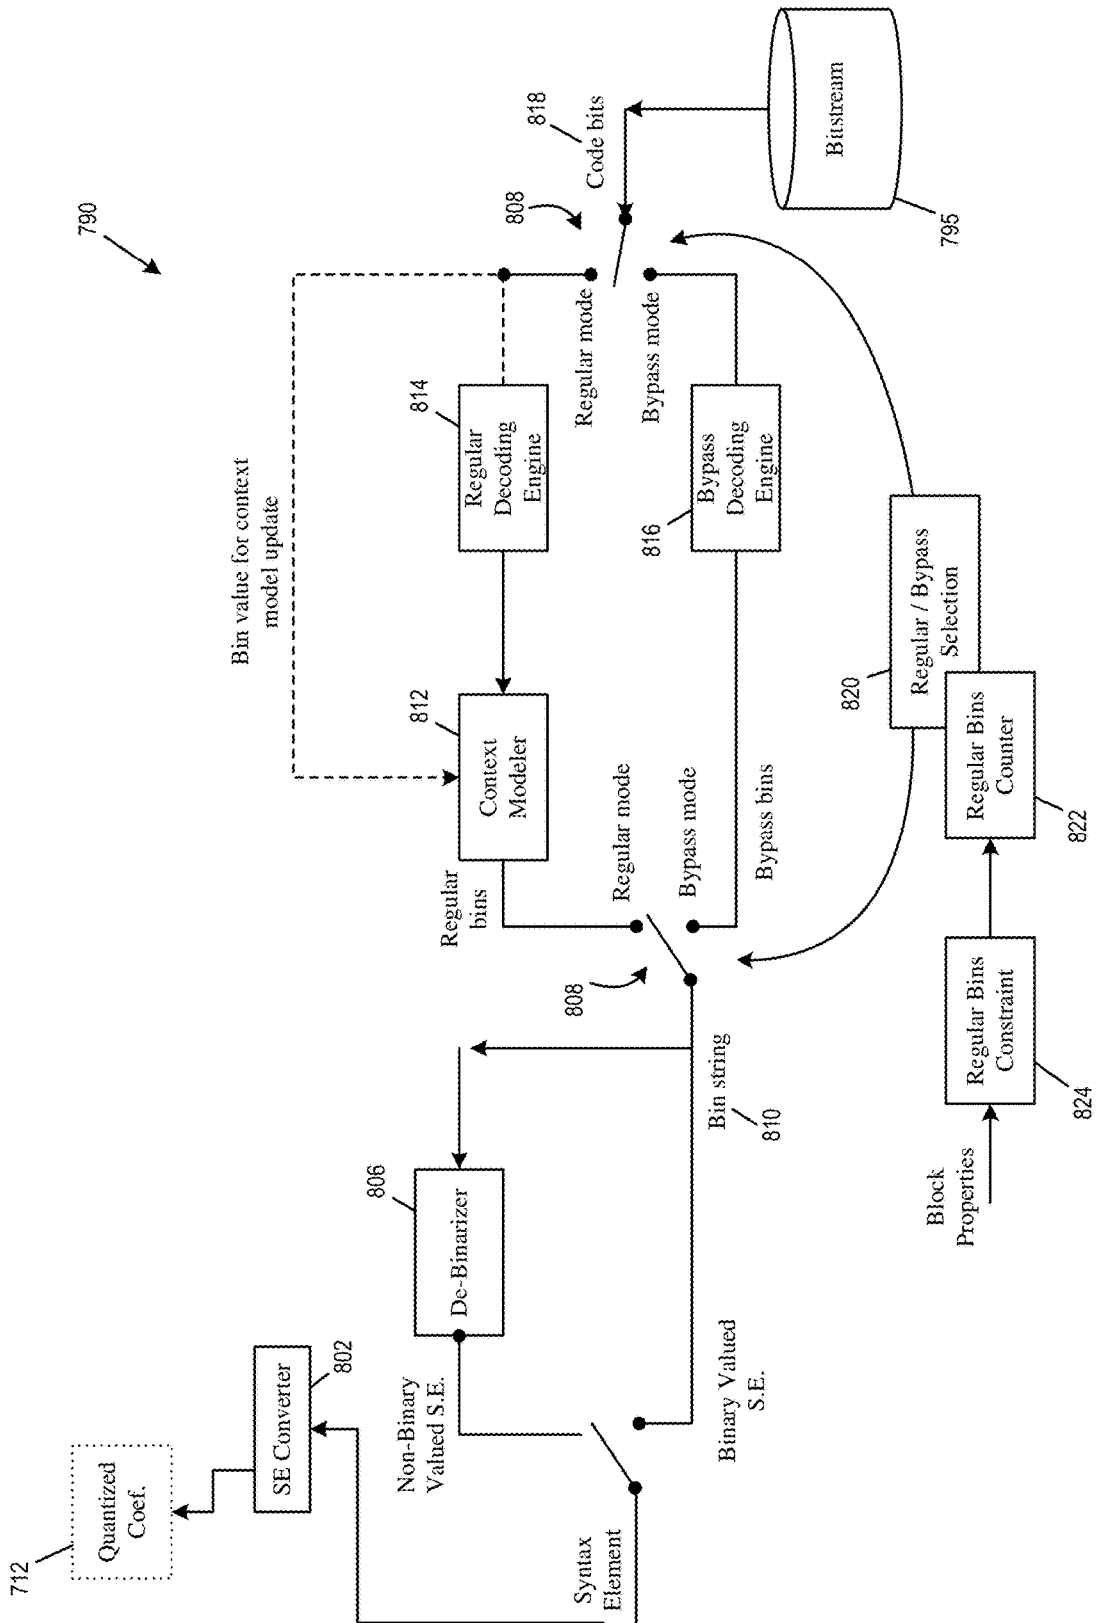 790
712
Quantized
Coef.
SE Converter
802
Non-Binary
Valued S.E.
De-Binarizer
806
Syntax
Element
Binary Valued
S.E.
Bin string
810
808
Regular
bins
Regular mode
Bypass mode
Bypass bins
Context
Modeler
812
Bin value for context
model update
Regular
Decoding
Engine
814
Bypass
Decoding
Engine
816
Regular mode
Bypass mode
808
Code bits
818
Bitstream
795
Regular / Bypass
Selection
820
Regular Bins
Counter
822
Regular Bins
Constraint
824
Block
Properties